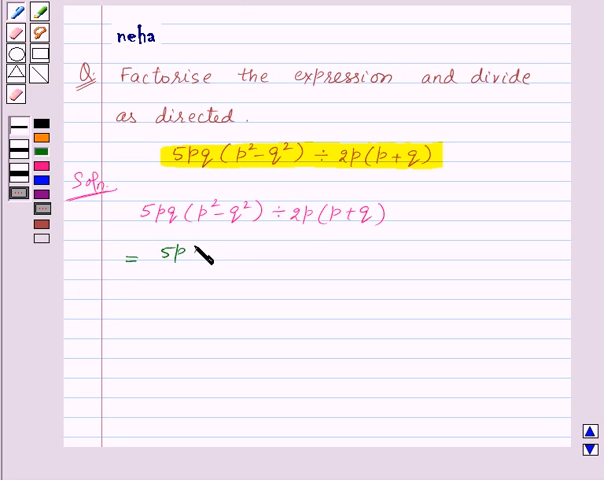 neha
Q. Factorise the expression and divide
as directed.
5pq(p²-q²) ÷ 2p(p+q)
Soln.
5pq(p²-q²) ÷ 2p(p+q)
= 5p